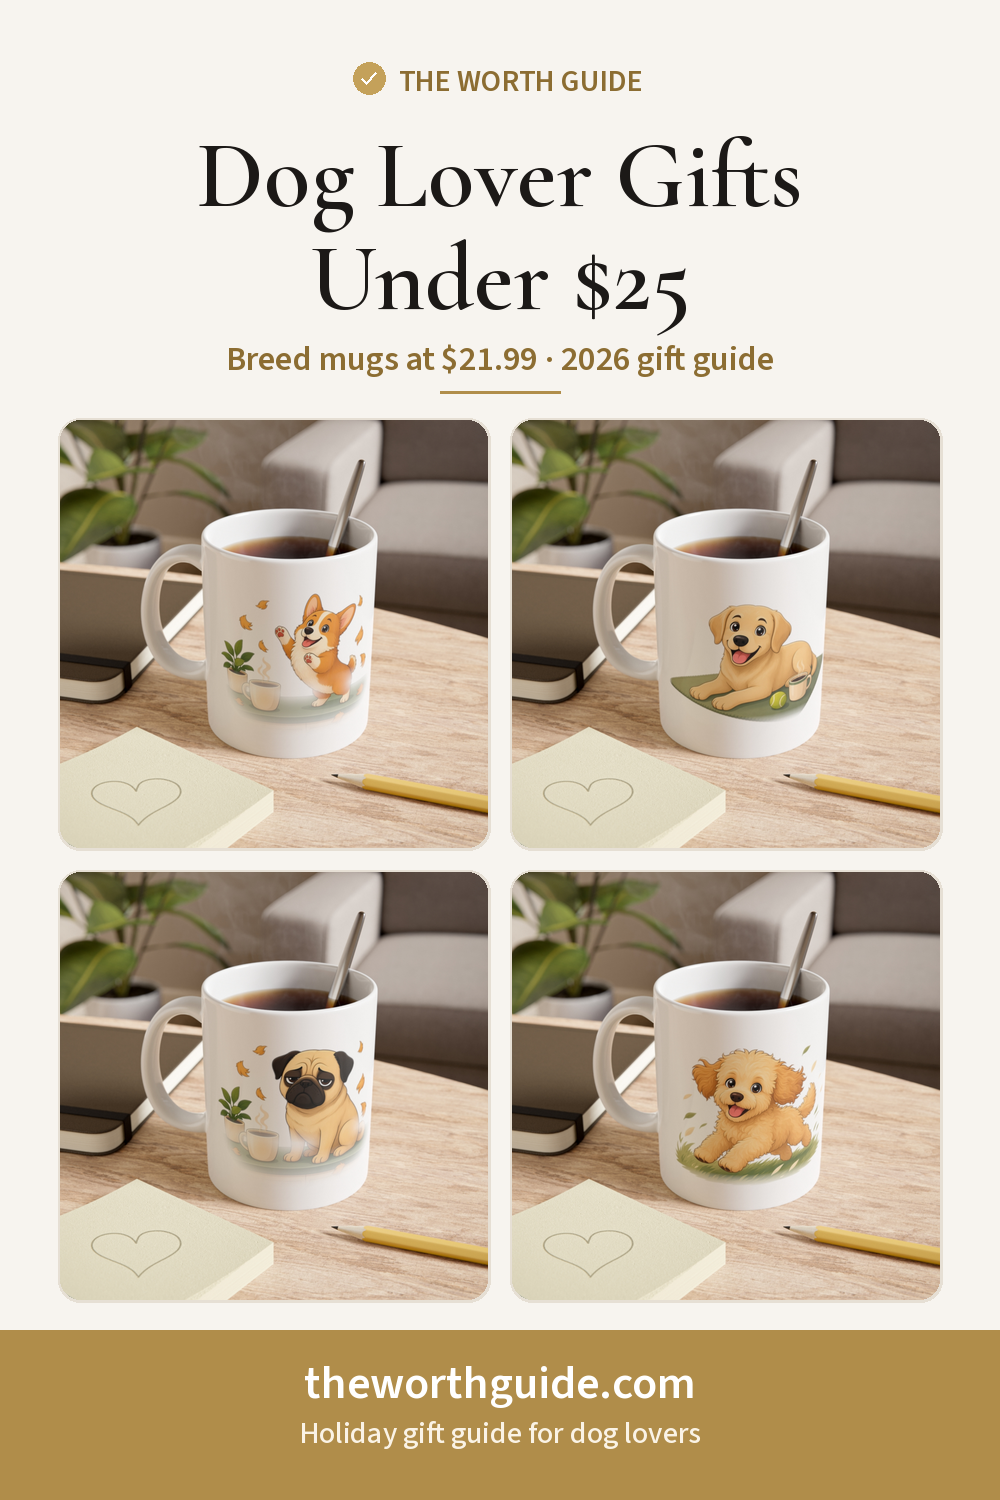 THE WORTH GUIDE
Dog Lover Gifts
Under $25
Breed mugs at $21.99 · 2026 gift guide
theworthguide.com
Holiday gift guide for dog lovers